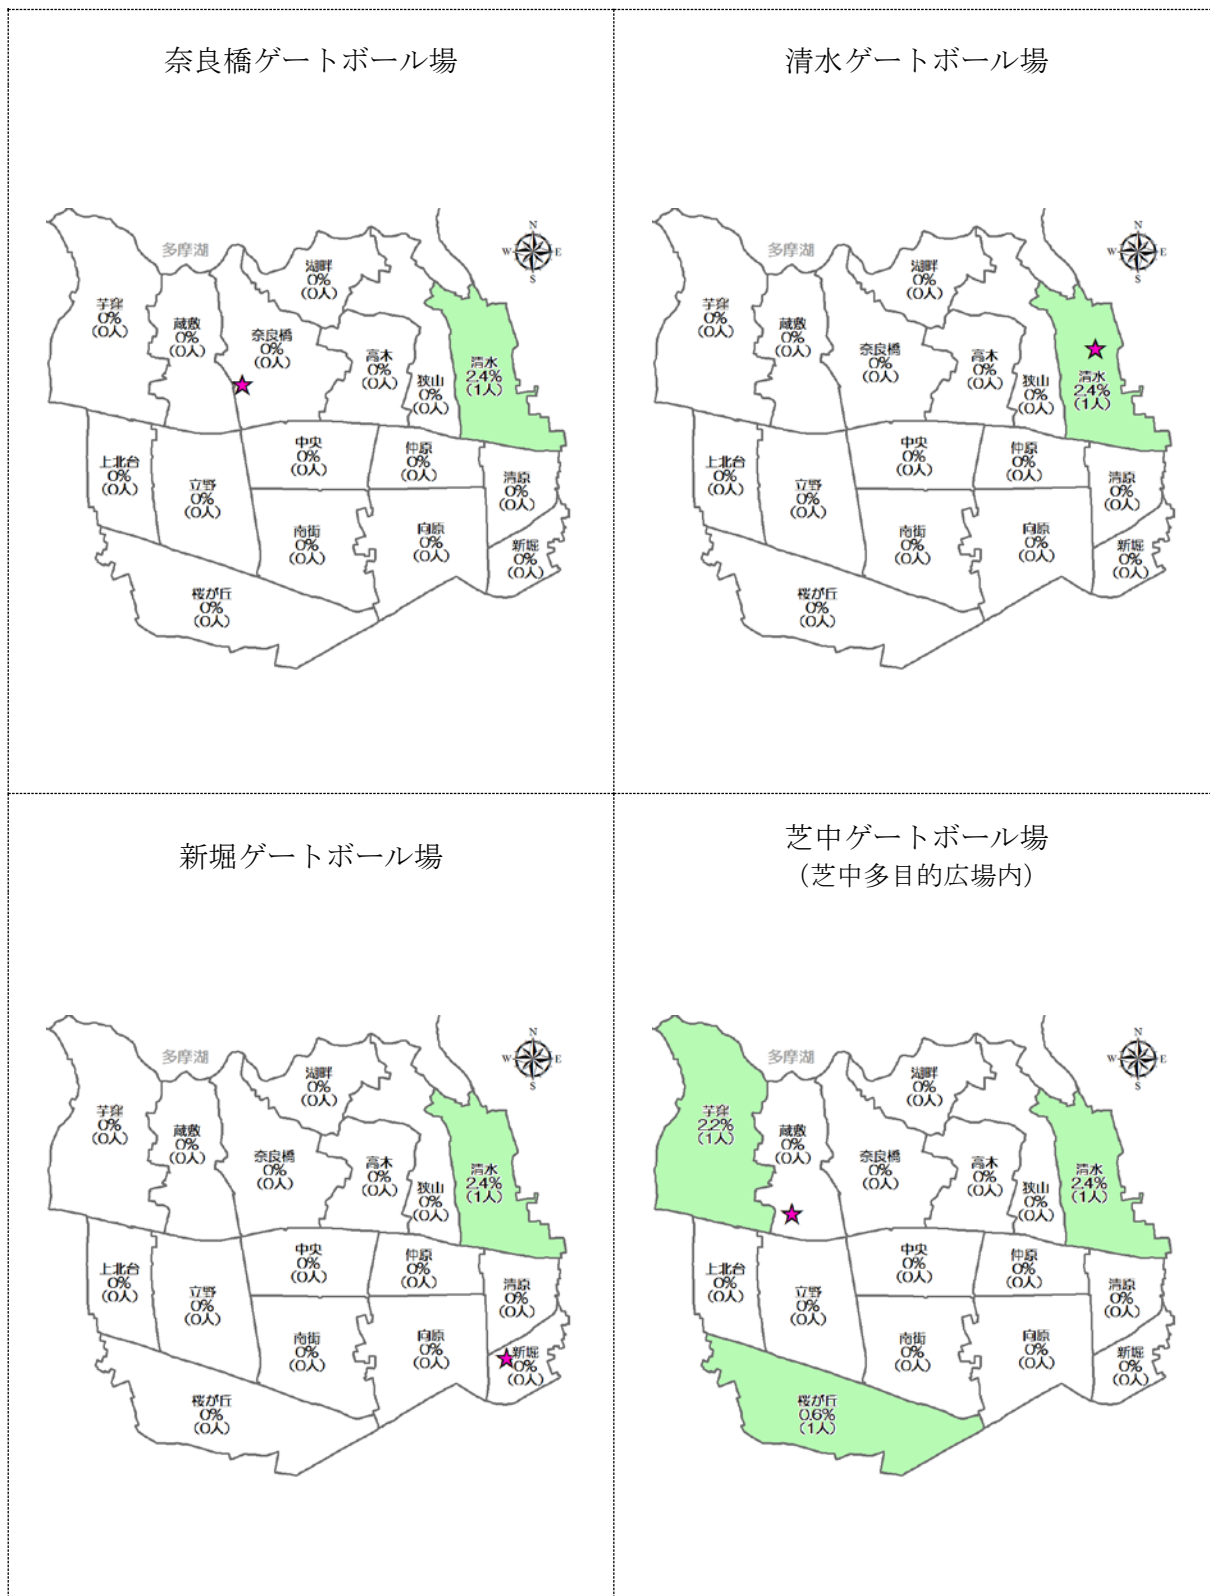 奈良橋ゲートボール場
N
W
E
S
多摩湖
湖畔
0%
(0人)
芋窪
0%
(0人)
蔵敷
0%
(0人)
奈良橋
0%
(0人)
高木
0%
(0人)
狭山
0%
(0人)
清水
2.4%
(1人)
上北台
0%
(0人)
立野
0%
(0人)
中央
0%
(0人)
仲原
0%
(0人)
清原
0%
(0人)
南街
0%
(0人)
向原
0%
(0人)
新堀
0%
(0人)
桜が丘
0%
(0人)
清水ゲートボール場
N
W
E
S
多摩湖
湖畔
0%
(0人)
芋窪
0%
(0人)
蔵敷
0%
(0人)
奈良橋
0%
(0人)
高木
0%
(0人)
狭山
0%
(0人)
清水
2.4%
(1人)
上北台
0%
(0人)
立野
0%
(0人)
中央
0%
(0人)
仲原
0%
(0人)
清原
0%
(0人)
南街
0%
(0人)
向原
0%
(0人)
新堀
0%
(0人)
桜が丘
0%
(0人)
新堀ゲートボール場
N
W
E
S
多摩湖
湖畔
0%
(0人)
芋窪
0%
(0人)
蔵敷
0%
(0人)
奈良橋
0%
(0人)
高木
0%
(0人)
狭山
0%
(0人)
清水
2.4%
(1人)
上北台
0%
(0人)
立野
0%
(0人)
中央
0%
(0人)
仲原
0%
(0人)
清原
0%
(0人)
南街
0%
(0人)
向原
0%
(0人)
新堀
0%
(0人)
桜が丘
0%
(0人)
芝中ゲートボール場
(芝中多目的広場内)
N
W
E
S
多摩湖
湖畔
0%
(0人)
芋窪
2.2%
(1人)
蔵敷
0%
(0人)
奈良橋
0%
(0人)
高木
0%
(0人)
狭山
0%
(0人)
清水
2.4%
(1人)
上北台
0%
(0人)
立野
0%
(0人)
中央
0%
(0人)
仲原
0%
(0人)
清原
0%
(0人)
南街
0%
(0人)
向原
0%
(0人)
新堀
0%
(0人)
桜が丘
0.6%
(1人)